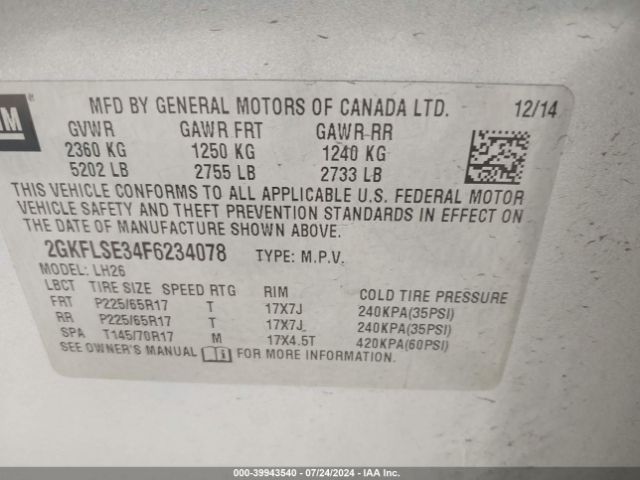 GM
MFD BY GENERAL MOTORS OF CANADA LTD. 12/14
GVWR GAWR FRT GAWR RR
2360 KG 1250 KG 1240 KG
5202 LB 2755 LB 2733 LB
THIS VEHICLE CONFORMS TO ALL APPLICABLE U.S. FEDERAL MOTOR
VEHICLE SAFETY AND THEFT PREVENTION STANDARDS IN EFFECT ON
THE DATE OF MANUFACTURE SHOWN ABOVE.
2GKFLSE34F6234078 TYPE: M.P.V.
MODEL: LH26
LBCT TIRE SIZE SPEED RTG RIM COLD TIRE PRESSURE
FRT P225/65R17 T 17X7J 240KPA(35PSI)
RR P225/65R17 T 17X7J 240KPA(35PSI)
SPA T145/70R17 M 17X4.5T 420KPA(60PSI)
SEE OWNER'S MANUAL FOR MORE INFORMATION.
000-39943540 / 07/24/2024 / IAAI.COM